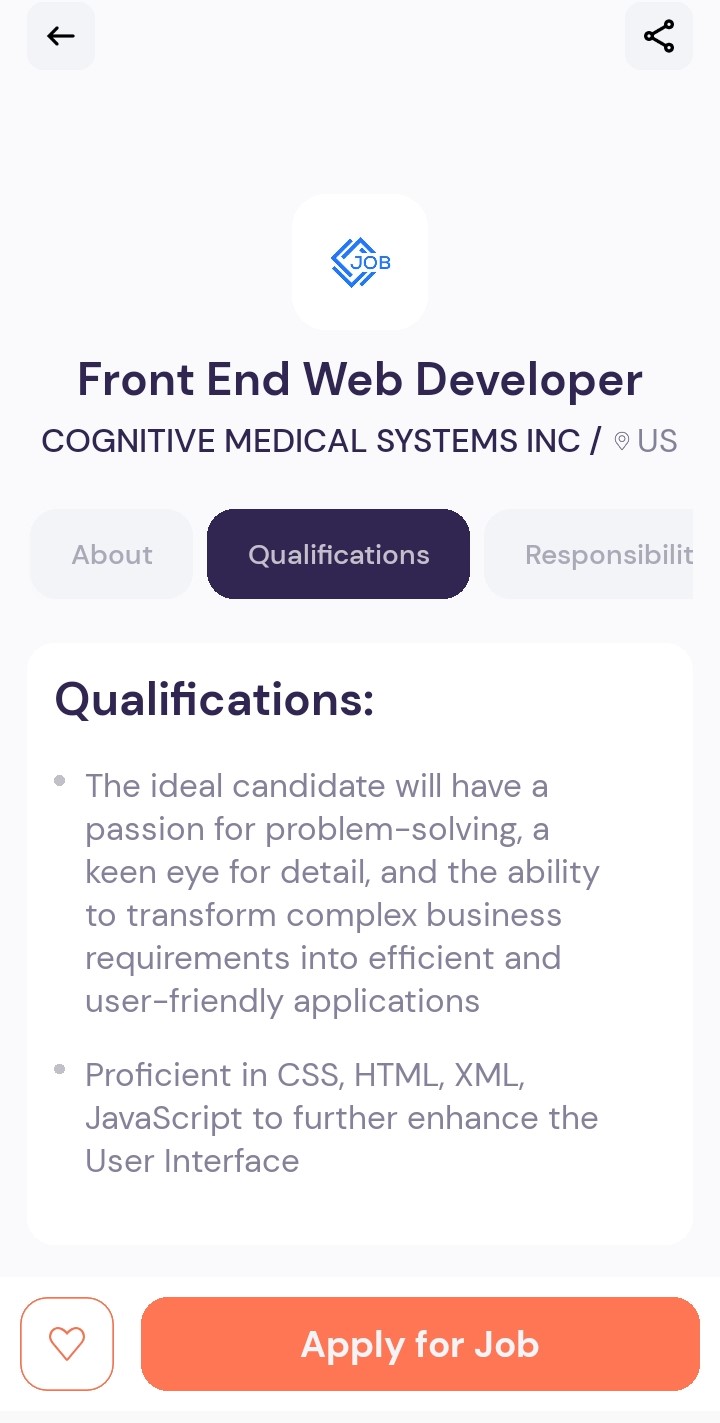 JOB
Front End Web Developer
COGNITIVE MEDICAL SYSTEMS INC / US
About
Qualifications
Responsibilit
Qualifications:
The ideal candidate will have a
passion for problem-solving, a
keen eye for detail, and the ability
to transform complex business
requirements into efficient and
user-friendly applications
Proficient in CSS, HTML, XML,
JavaScript to further enhance the
User Interface
Apply for Job